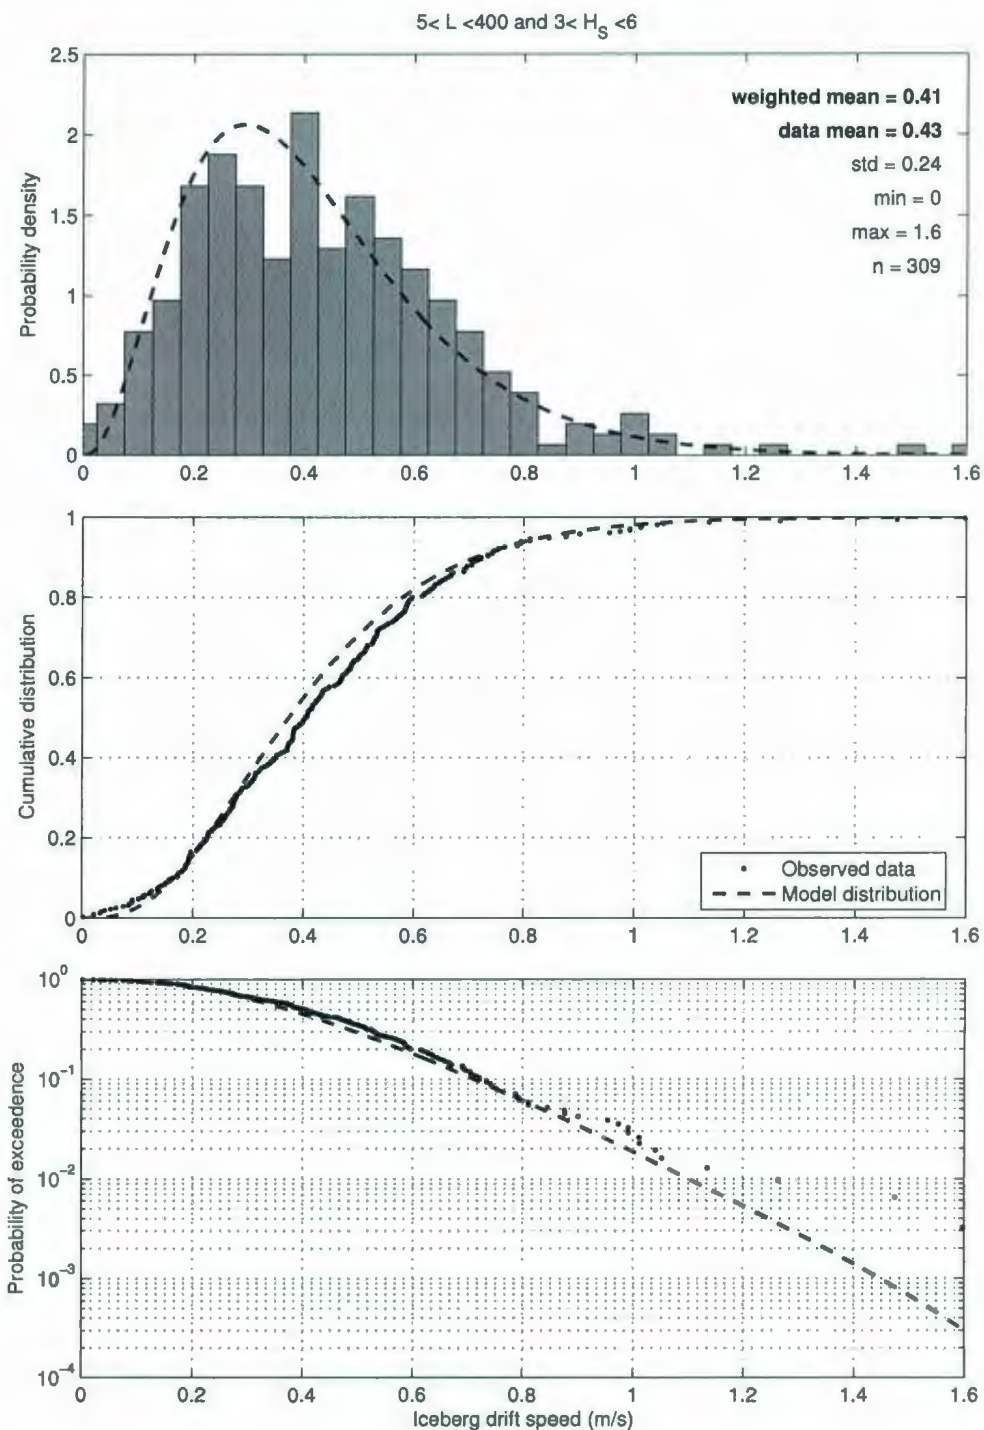 5< L <400 and 3< H_S <6
2.5
2
1.5
1
0.5
0
Probability density
weighted mean = 0.41
data mean = 0.43
std = 0.24
min = 0
max = 1.6
n = 309
0 0.2 0.4 0.6 0.8 1 1.2 1.4 1.6
1
0.8
0.6
0.4
0.2
0
Cumulative distribution
Observed data
Model distribution
0 0.2 0.4 0.6 0.8 1 1.2 1.4 1.6
10^0
10^-1
10^-2
10^-3
10^-4
Probability of exceedence
0 0.2 0.4 0.6 0.8 1 1.2 1.4 1.6
Iceberg drift speed (m/s)